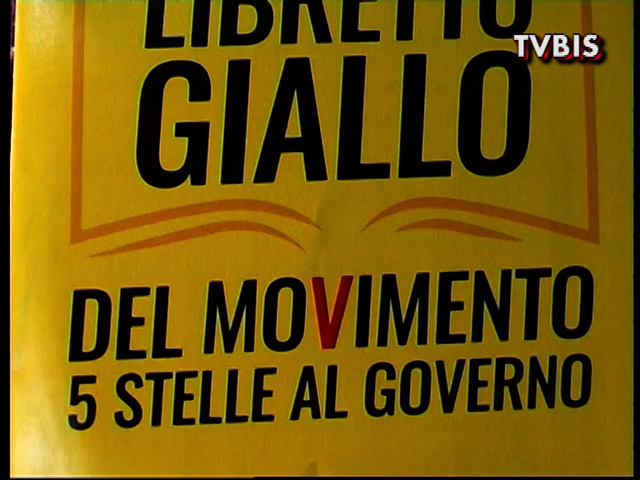 LIBRETTO
TVBIS
GIALLO
DEL MOVIMENTO
5 STELLE AL GOVERNO